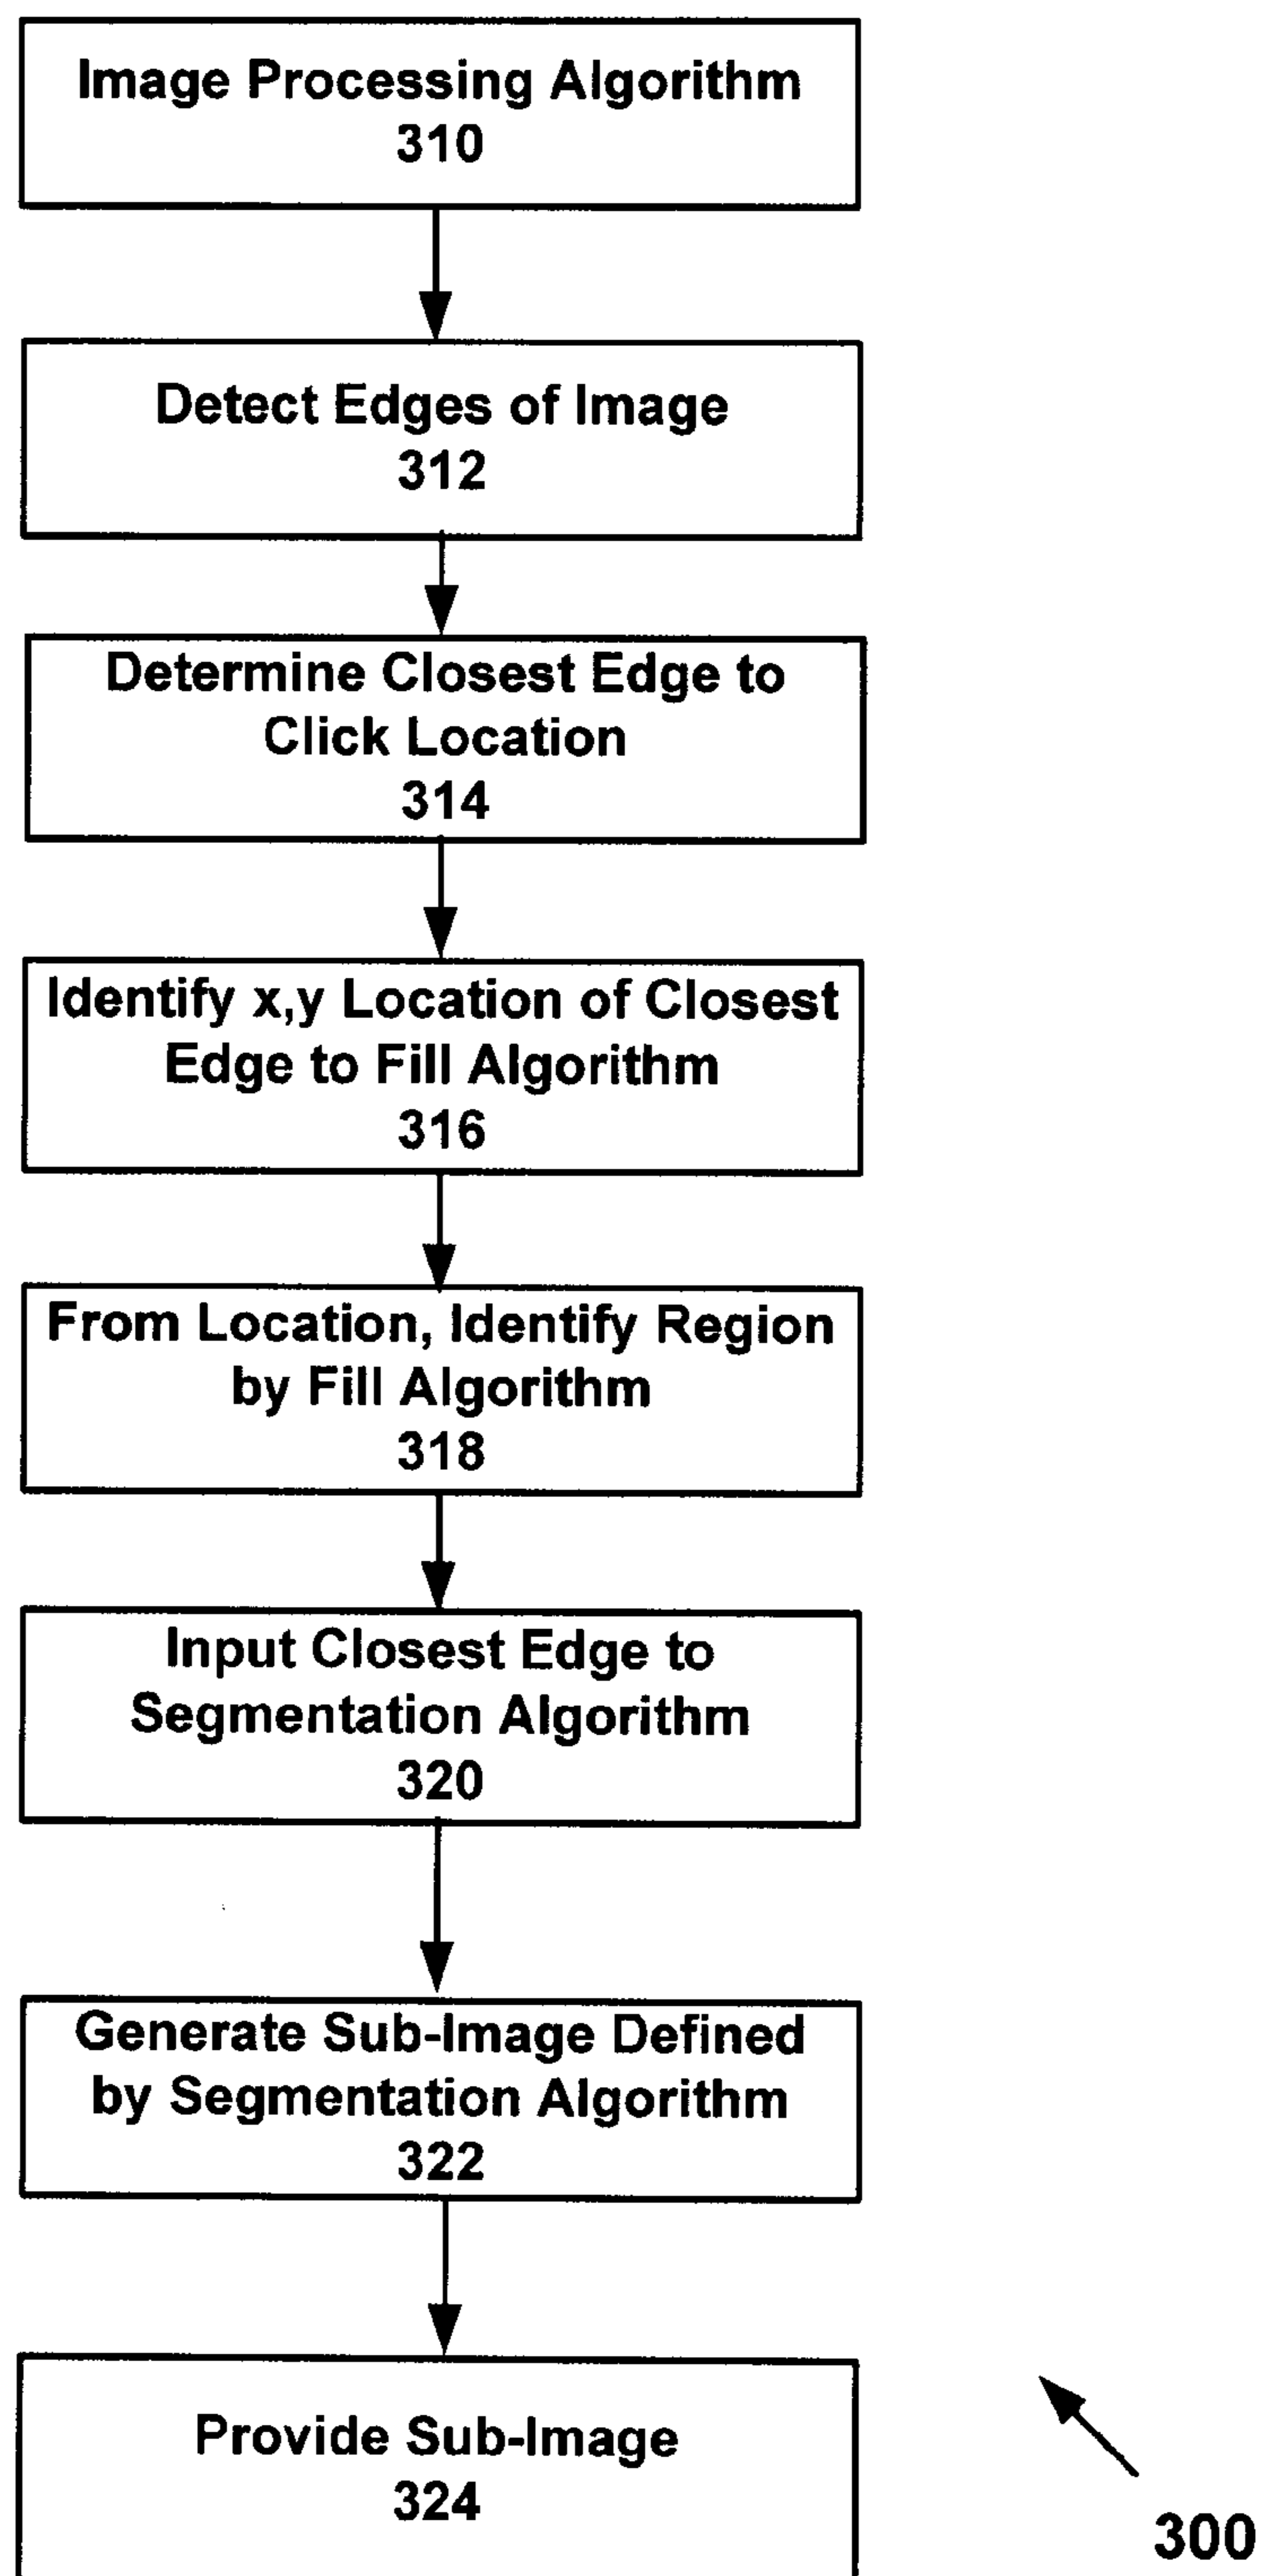 Image Processing Algorithm
310
Detect Edges of Image
312
Determine Closest Edge to
Click Location
314
Identify x,y Location of Closest
Edge to Fill Algorithm
316
From Location, Identify Region
by Fill Algorithm
318
Input Closest Edge to
Segmentation Algorithm
320
Generate Sub-Image Defined
by Segmentation Algorithm
322
Provide Sub-Image
324
300